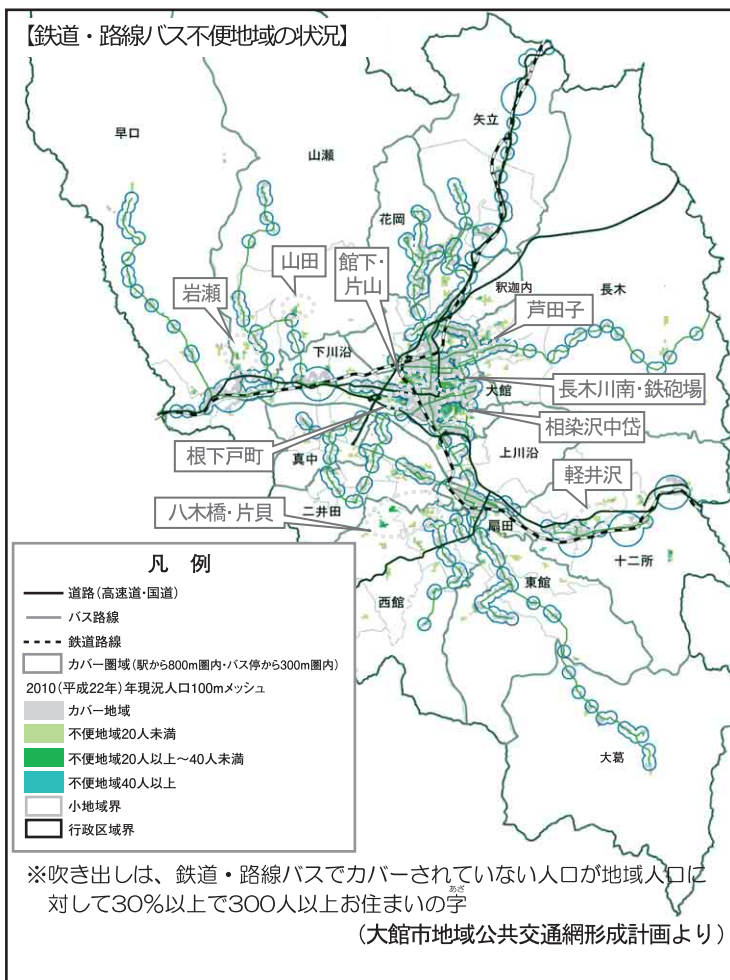 【鉄道・路線バス不便地域の状況】
矢立
早口
山瀬
花岡
山田
館下・
片山
釈迦内
長木
岩瀬
芦田子
下川沿
大館
長木川南・鉄砲場
相染沢中岱
根下戸町
真中
上川沿
軽井沢
八木橋・片貝
二井田
扇田
十二所
西館
東館
大葛
凡 例
道路(高速道・国道)
バス路線
鉄道路線
カバー圏域(駅から800m圏内・バス停から300m圏内)
2010(平成22年)年現況人口100mメッシュ
カバー地域
不便地域20人未満
不便地域20人以上～40人未満
不便地域40人以上
小地域界
行政区域界
※吹き出しは、鉄道・路線バスでカバーされていない人口が地域人口に
対して30%以上で300人以上お住まいの字
あざ
(大館市地域公共交通網形成計画より)